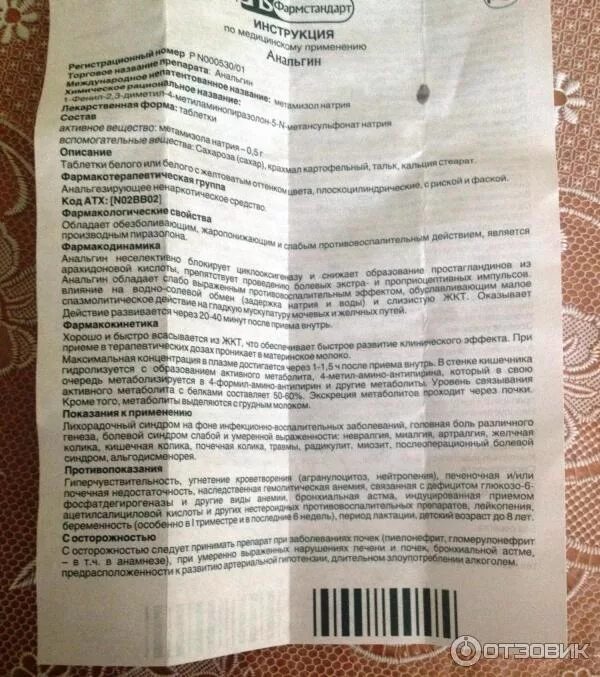 Фармстандарт
ИНСТРУКЦИЯ
по медицинскому применению
Анальгин
Регистрационный номер P N000530/01
Торговое название препарата: Анальгин
Международное непатентованное название: метамизол натрия
Химическое рациональное название:
1-Фенил-2,3-диметил-4-метиламинопиразолон-5-N-метансульфонат натрия
Лекарственная форма: таблетки
Состав
активное вещество: метамизола натрия – 0,5 г
вспомогательные вещества: Сахароза (сахар), крахмал картофельный, тальк, кальция стеарат.
Описание
Таблетки белого или белого с желтоватым оттенком цвета, плоскоцилиндрические, с риской и фаской.
Фармакотерапевтическая группа
Анальгезирующее ненаркотическое средство.
Код АТХ: [N02BB02]
Фармакологические свойства
Обладает обезболивающим, жаропонижающим и слабым противовоспалительным действием, является
производным пиразолона.
Фармакодинамика
Анальгин неселективно блокирует циклооксигеназу и снижает образование простагландинов из
арахидоновой кислоты, препятствует проведению болевых экстра- и проприоцептивных импульсов.
Анальгин обладает слабо выраженным противовоспалительным эффектом, обуславливающим малое
влияние на водно-солевой обмен (задержка натрия и воды) и слизистую ЖКТ. Оказывает
спазмолитическое действие на гладкую мускулатуру мочевых и желчных путей.
Действие развивается через 20-40 минут после приема внутрь.
Фармакокинетика
Хорошо и быстро всасывается из ЖКТ, что обеспечивает быстрое развитие клинического эффекта. При
приеме в терапевтических дозах проникает в материнское молоко.
Максимальная концентрация в плазме достигается через 1-1,5 ч после приема внутрь. В стенке кишечника
гидролизуется с образованием активного метаболита, 4-метил-амино-антипирина, который в свою
очередь метаболизируется в 4-формил-амино-антипирин и другие метаболиты. Уровень связывания
активного метаболита с белками составляет 50-60%. Экскреция метаболитов проходит через почки.
Кроме того, метаболиты выделяются с грудным молоком.
Показания к применению
Лихорадочный синдром на фоне инфекционно-воспалительных заболеваний, головная боль различного
генеза, болевой синдром слабой и умеренной выраженности: невралгия, миалгия, артралгия, желчная
колика, кишечная колика, почечная колика, травмы, радикулит, миозит, послеоперационный болевой
синдром, альгодисменорея.
Противопоказания
Гиперчувствительность, угнетение кроветворения (агранулоцитоз, нейтропения), печеночная и/или
почечная недостаточность, наследственная гемолитическая анемия, связанная с дефицитом глюкозо-6-
фосфатдегирогеназы и другие виды анемии, бронхиальная астма, индуцированная приемом
ацетилсалициловой кислоты и других нестероидных противовоспалительных препаратов, лейкопения,
беременность (особенно в I триместре и в последние 6 недель), период лактации, детский возраст до 8 лет.
С осторожностью
С осторожностью следует принимать препарат при заболеваниях почек (пиелонефрит, гломерулонефрит
– в т.ч. в анамнезе), при умеренно выраженных нарушениях печени и почек, бронхиальной астме,
предрасположенности к развитию артериальной гипотензии, длительном злоупотреблении алкоголем.
ОТЗОВИК